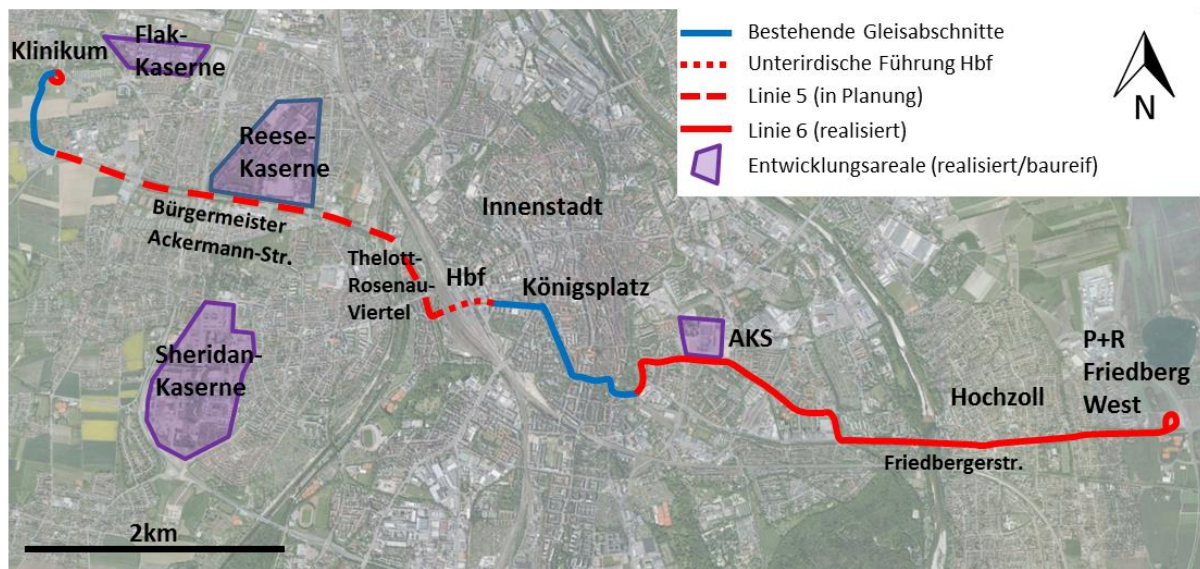 Klinikum
Flak-
Kaserne
Reese-
Kaserne
Bürgermeister
Ackermann-Str.
Thelott-
Rosenau-
Viertel
Hbf
Innenstadt
Königsplatz
Sheridan-
Kaserne
AKS
Hochzoll
P+R
Friedberg
West
Friedbergerstr.
2km
Bestehende Gleisabschnitte
Unterirdische Führung Hbf
Linie 5 (in Planung)
Linie 6 (realisiert)
Entwicklungsareale (realisiert/baureif)
N